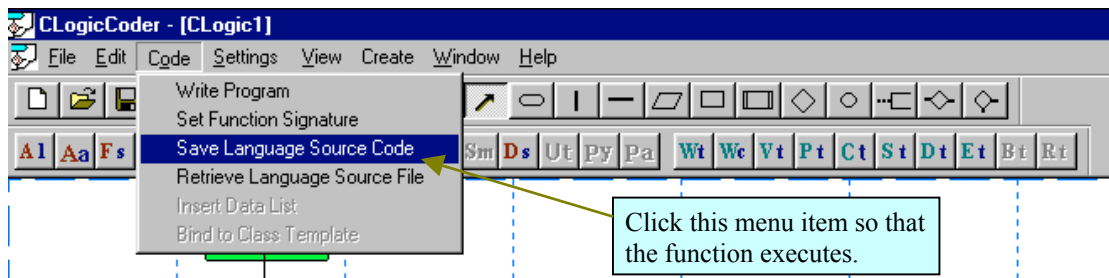 CLogicCoder - [CLogic1]
File Edit Code Settings View Create Window Help
Write Program
Set Function Signature
Save Language Source Code
Retrieve Language Source File
Insert Data List
Bind to Class Template
A1 Aa Fs Sm Ds Ut Py Pa Wt Wc Vt Pt Ct St Dt Et Bt Rt
Click this menu item so that
the function executes.